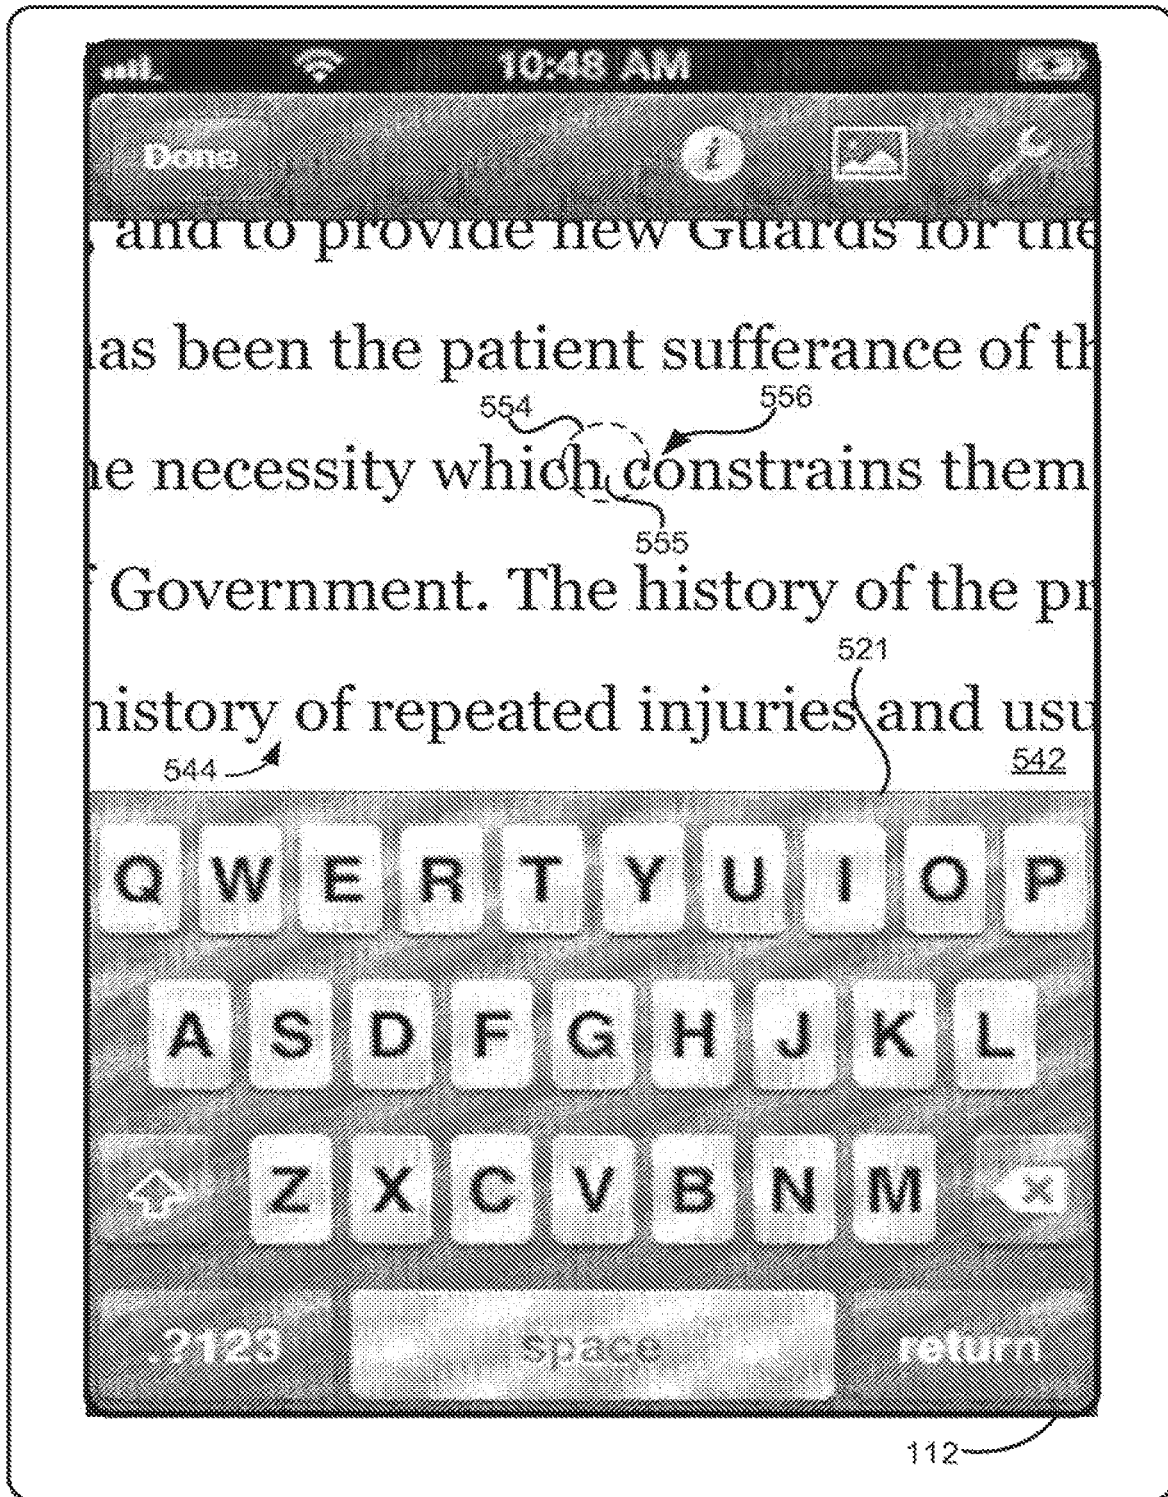 10:48 AM
Done
, and to provide new Guards for the
as been the patient sufferance of th
554
556
ne necessity which constrains them
555
f Government. The history of the pr
521
history of repeated injuries and usu
544
542
Q W E R T Y U I O P
A S D F G H J K L
Z X C V B N M
.?123 space return
112